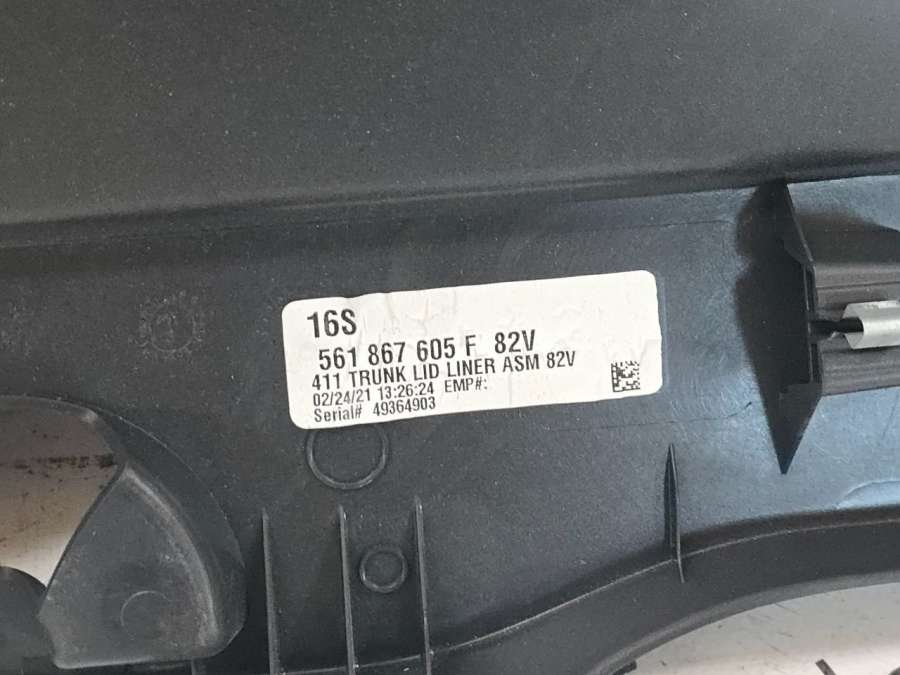 16S
561 867 605 F 82V
411 TRUNK LID LINER ASM 82V
02/24/21 13:26:24 EMP#:
Serial# 49364903